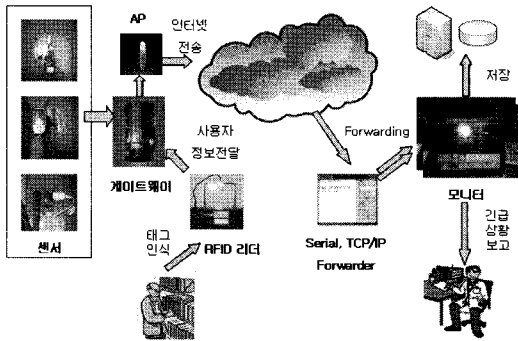 AP
인터넷
전송
저장
사용자
정보전달
Forwarding
게이트웨이
모니터
센서
태그
인식
RFID 리더
Serial, TCP/IP
Forwarder
긴급
상황
보고